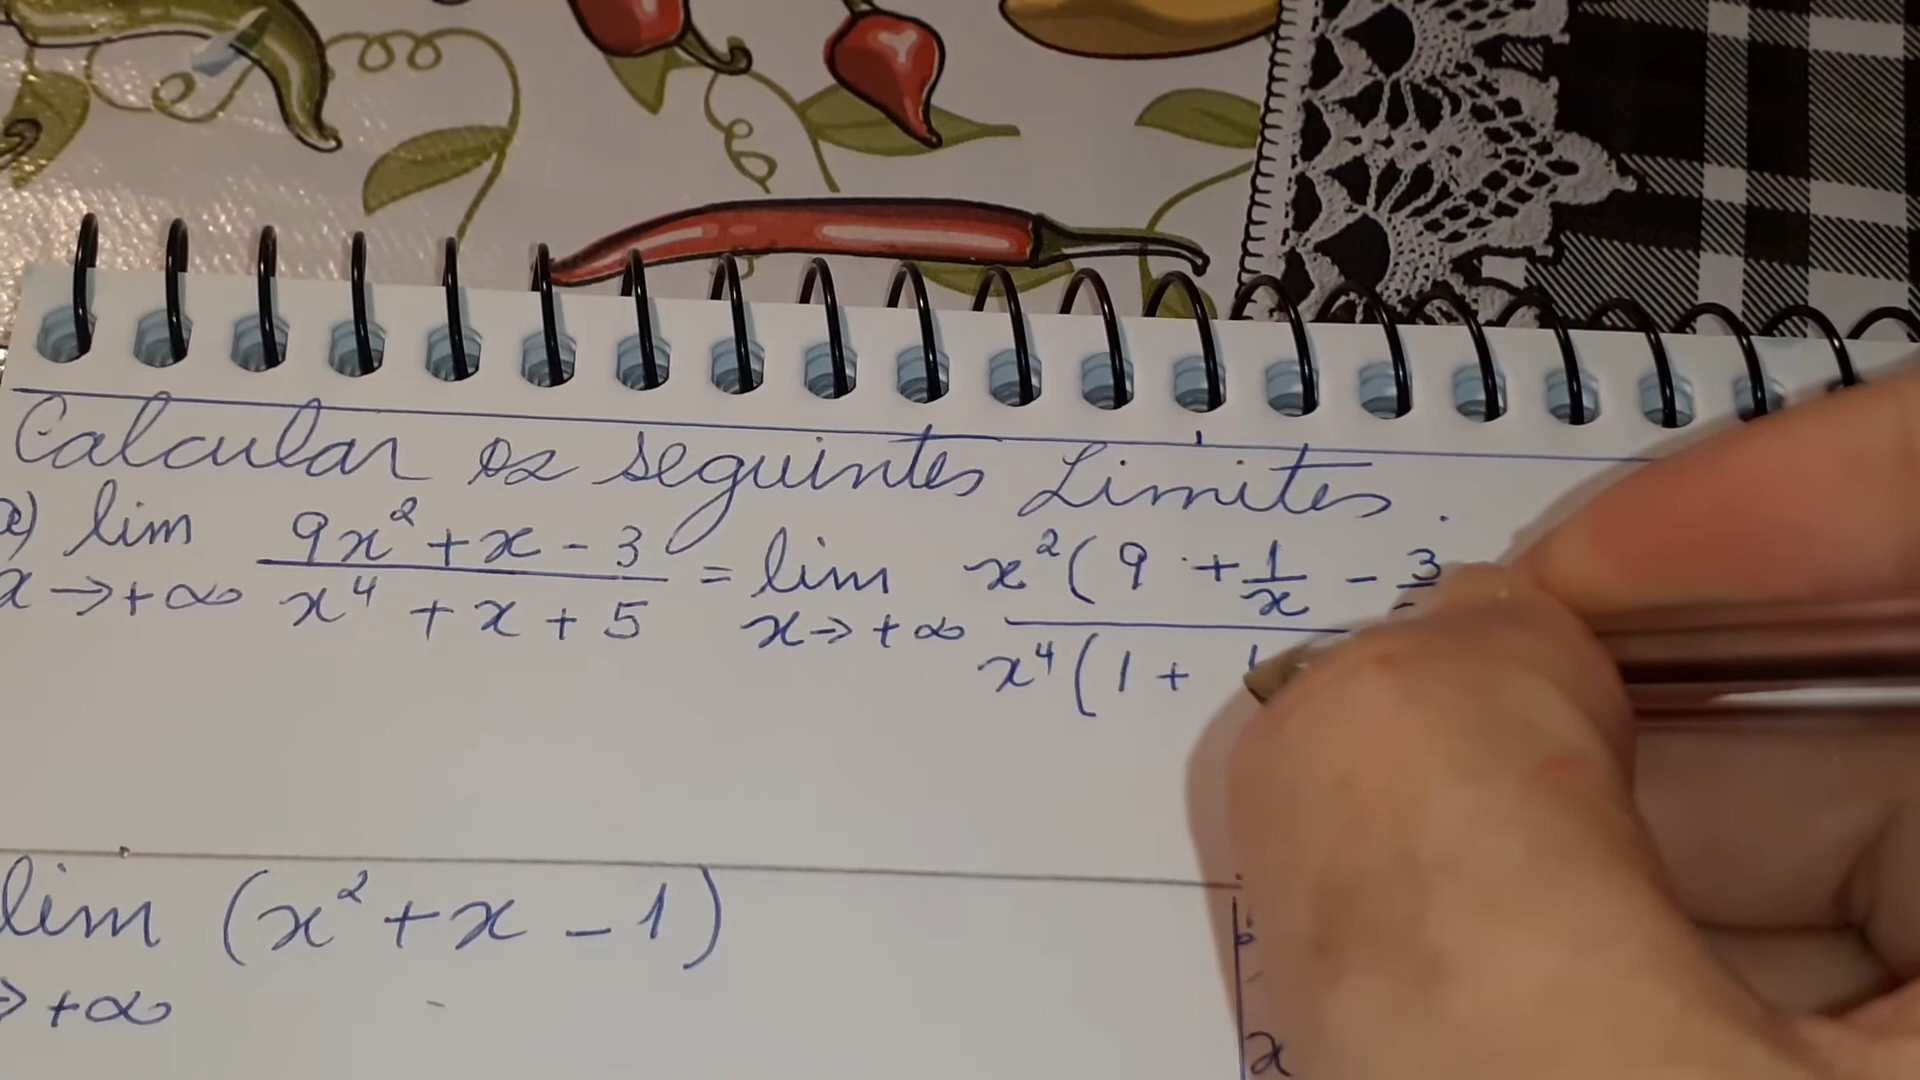 Calcular os seguintes Limites.
a) lim x→+∞ (9x² + x - 3)/(x⁴ + x + 5) = lim x→+∞ x²(9 + 1/x - 3/
x⁴(1 + 1
lim (x² + x - 1)
→ +∞
x